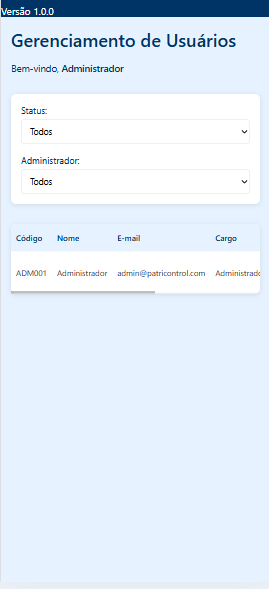 Versão 1.0.0
Gerenciamento de Usuários
Bem-vindo, Administrador
Status:
Todos
Administrador:
Todos
Código Nome E-mail Cargo
ADM001 Administrador admin@patricontrol.com Administrado